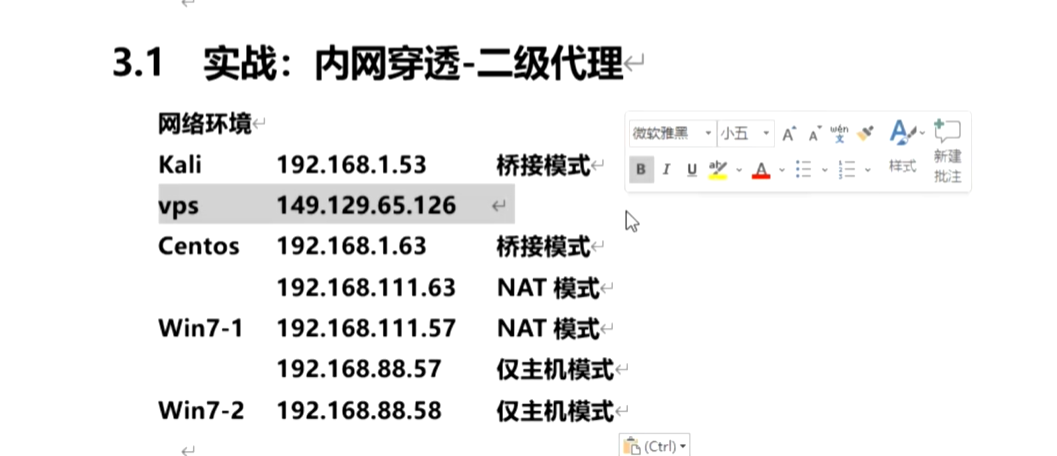 3.1 实战：内网穿透-二级代理
网络环境
Kali 192.168.1.53 桥接模式
vps 149.129.65.126
Centos 192.168.1.63 桥接模式
192.168.111.63 NAT 模式
Win7-1 192.168.111.57 NAT 模式
192.168.88.57 仅主机模式
Win7-2 192.168.88.58 仅主机模式
微软雅黑 小五 A A wén 文 A
B I U ab A 样式 新建
批注
(Ctrl)